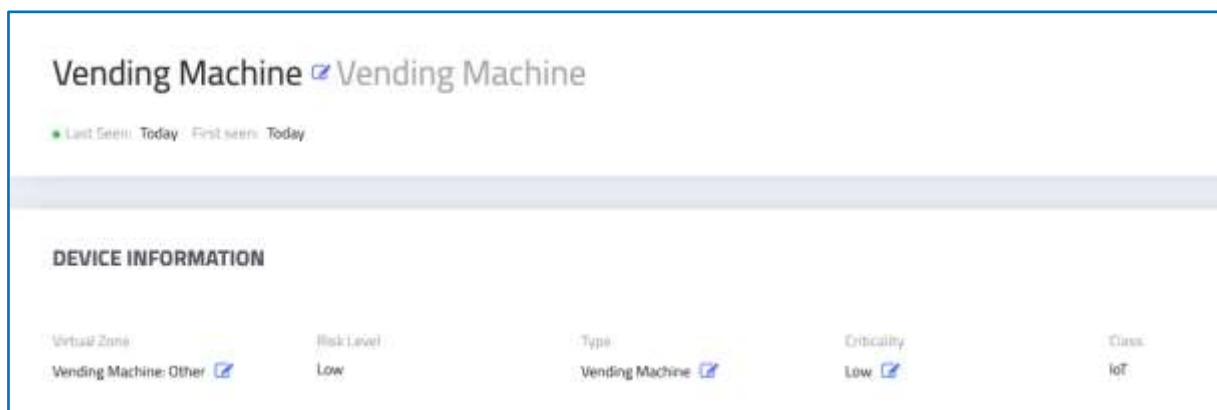 Vending Machine Vending Machine
Last Seen: Today First seen: Today
DEVICE INFORMATION
Virtual Zone Risk Level Type Criticality Class
Vending Machine: Other Low Vending Machine Low IoT